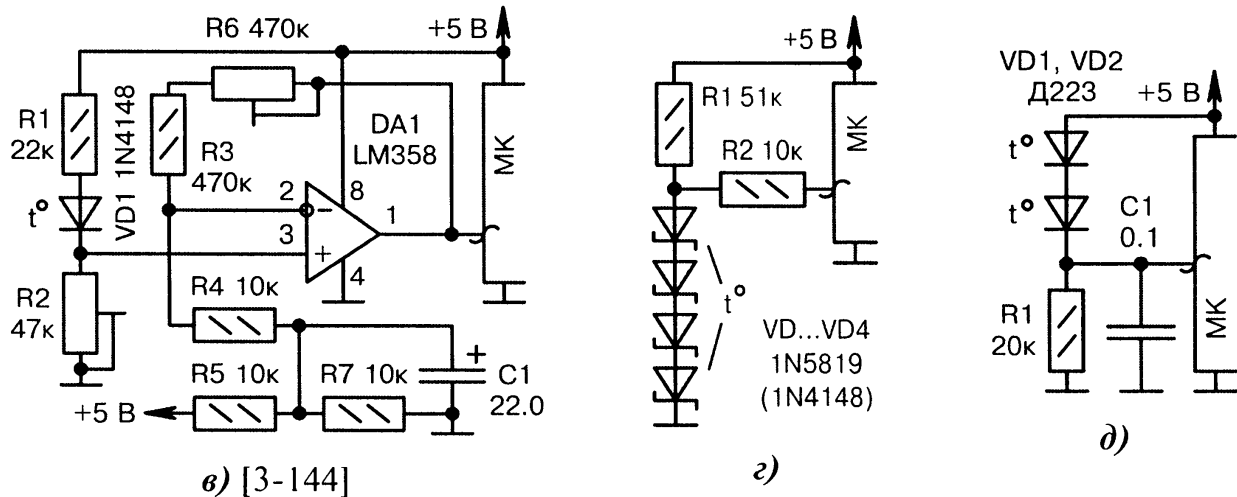 R6 470к
+5 В
R1
22к
VD1 1N4148
R3
470к
DA1
LM358
МК
t°
2
3
8
1
4
R2
47к
R4 10к
R5 10к
R7 10к
+
C1
22.0
+5 В
в) [3-144]
+5 В
R1 51к
R2 10к
МК
t°
VD...VD4
1N5819
(1N4148)
г)
VD1, VD2
Д223
+5 В
t°
t°
C1
0.1
R1
20к
МК
д)